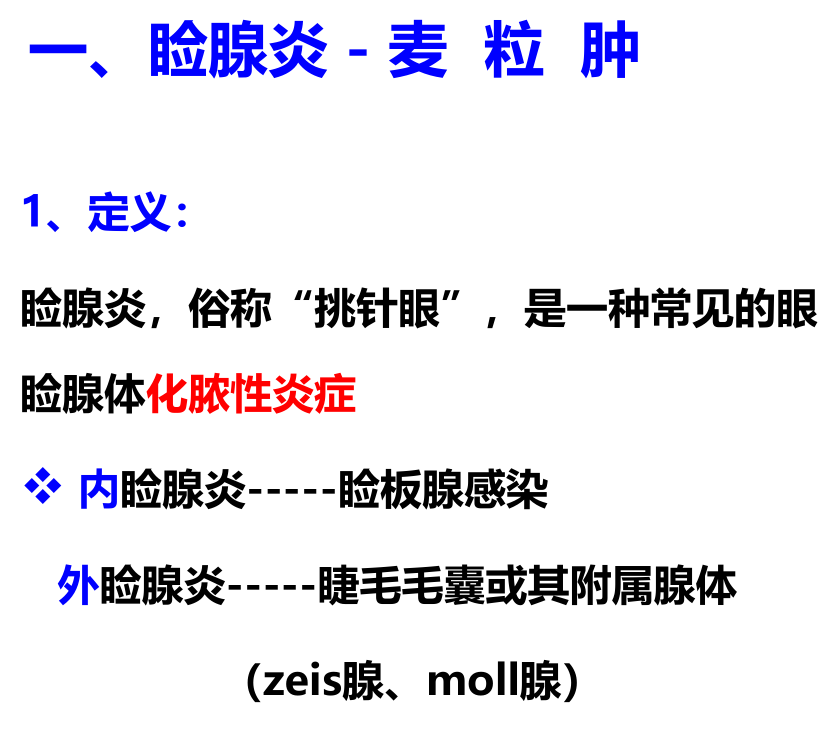 一、睑腺炎 - 麦 粒 肿
1、定义：
睑腺炎，俗称“挑针眼”，是一种常见的眼
睑腺体化脓性炎症
❖ 内睑腺炎-----睑板腺感染
外睑腺炎-----睫毛毛囊或其附属腺体
（zeis腺、moll腺）